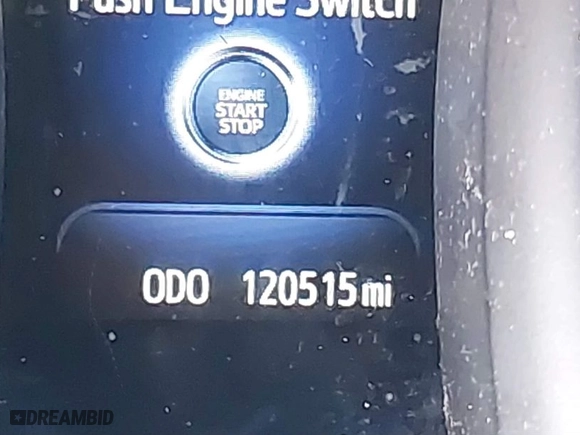 Push Engine Switch
ENGINE
START
STOP
ODO 120515 mi
DREAMBID